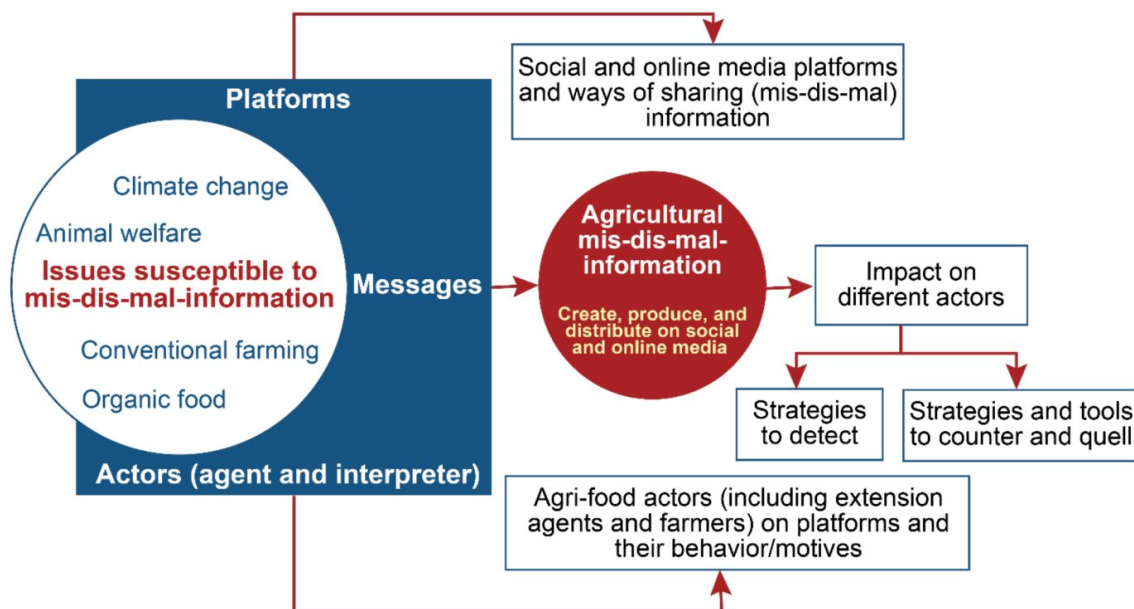 Platforms
Climate change
Animal welfare
Issues susceptible to
mis-dis-mal-information
Conventional farming
Organic food
Messages
Actors (agent and interpreter)
Social and online media platforms
and ways of sharing (mis-dis-mal)
information
Agricultural
mis-dis-mal-
information
Create, produce, and
distribute on social
and online media
Impact on
different actors
Strategies
to detect
Strategies and tools
to counter and quell
Agri-food actors (including extension
agents and farmers) on platforms and
their behavior/motives